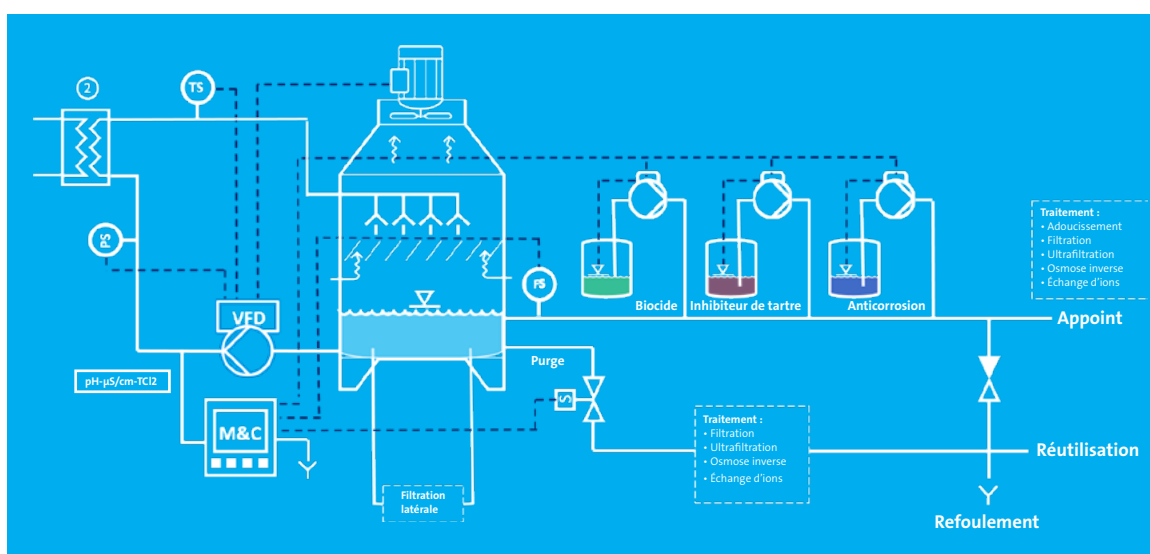 2
TS
PS
VFD
pH-µS/cm-TCl2
M&C
Filtration
latérale
FS
S
Purge
Biocide
Inhibiteur de tartre
Anticorrosion
Traitement :
• Adoucissement
• Filtration
• Ultrafiltration
• Osmose inverse
• Échange d'ions
Appoint
Traitement :
• Filtration
• Ultrafiltration
• Osmose inverse
• Échange d'ions
Réutilisation
Refoulement